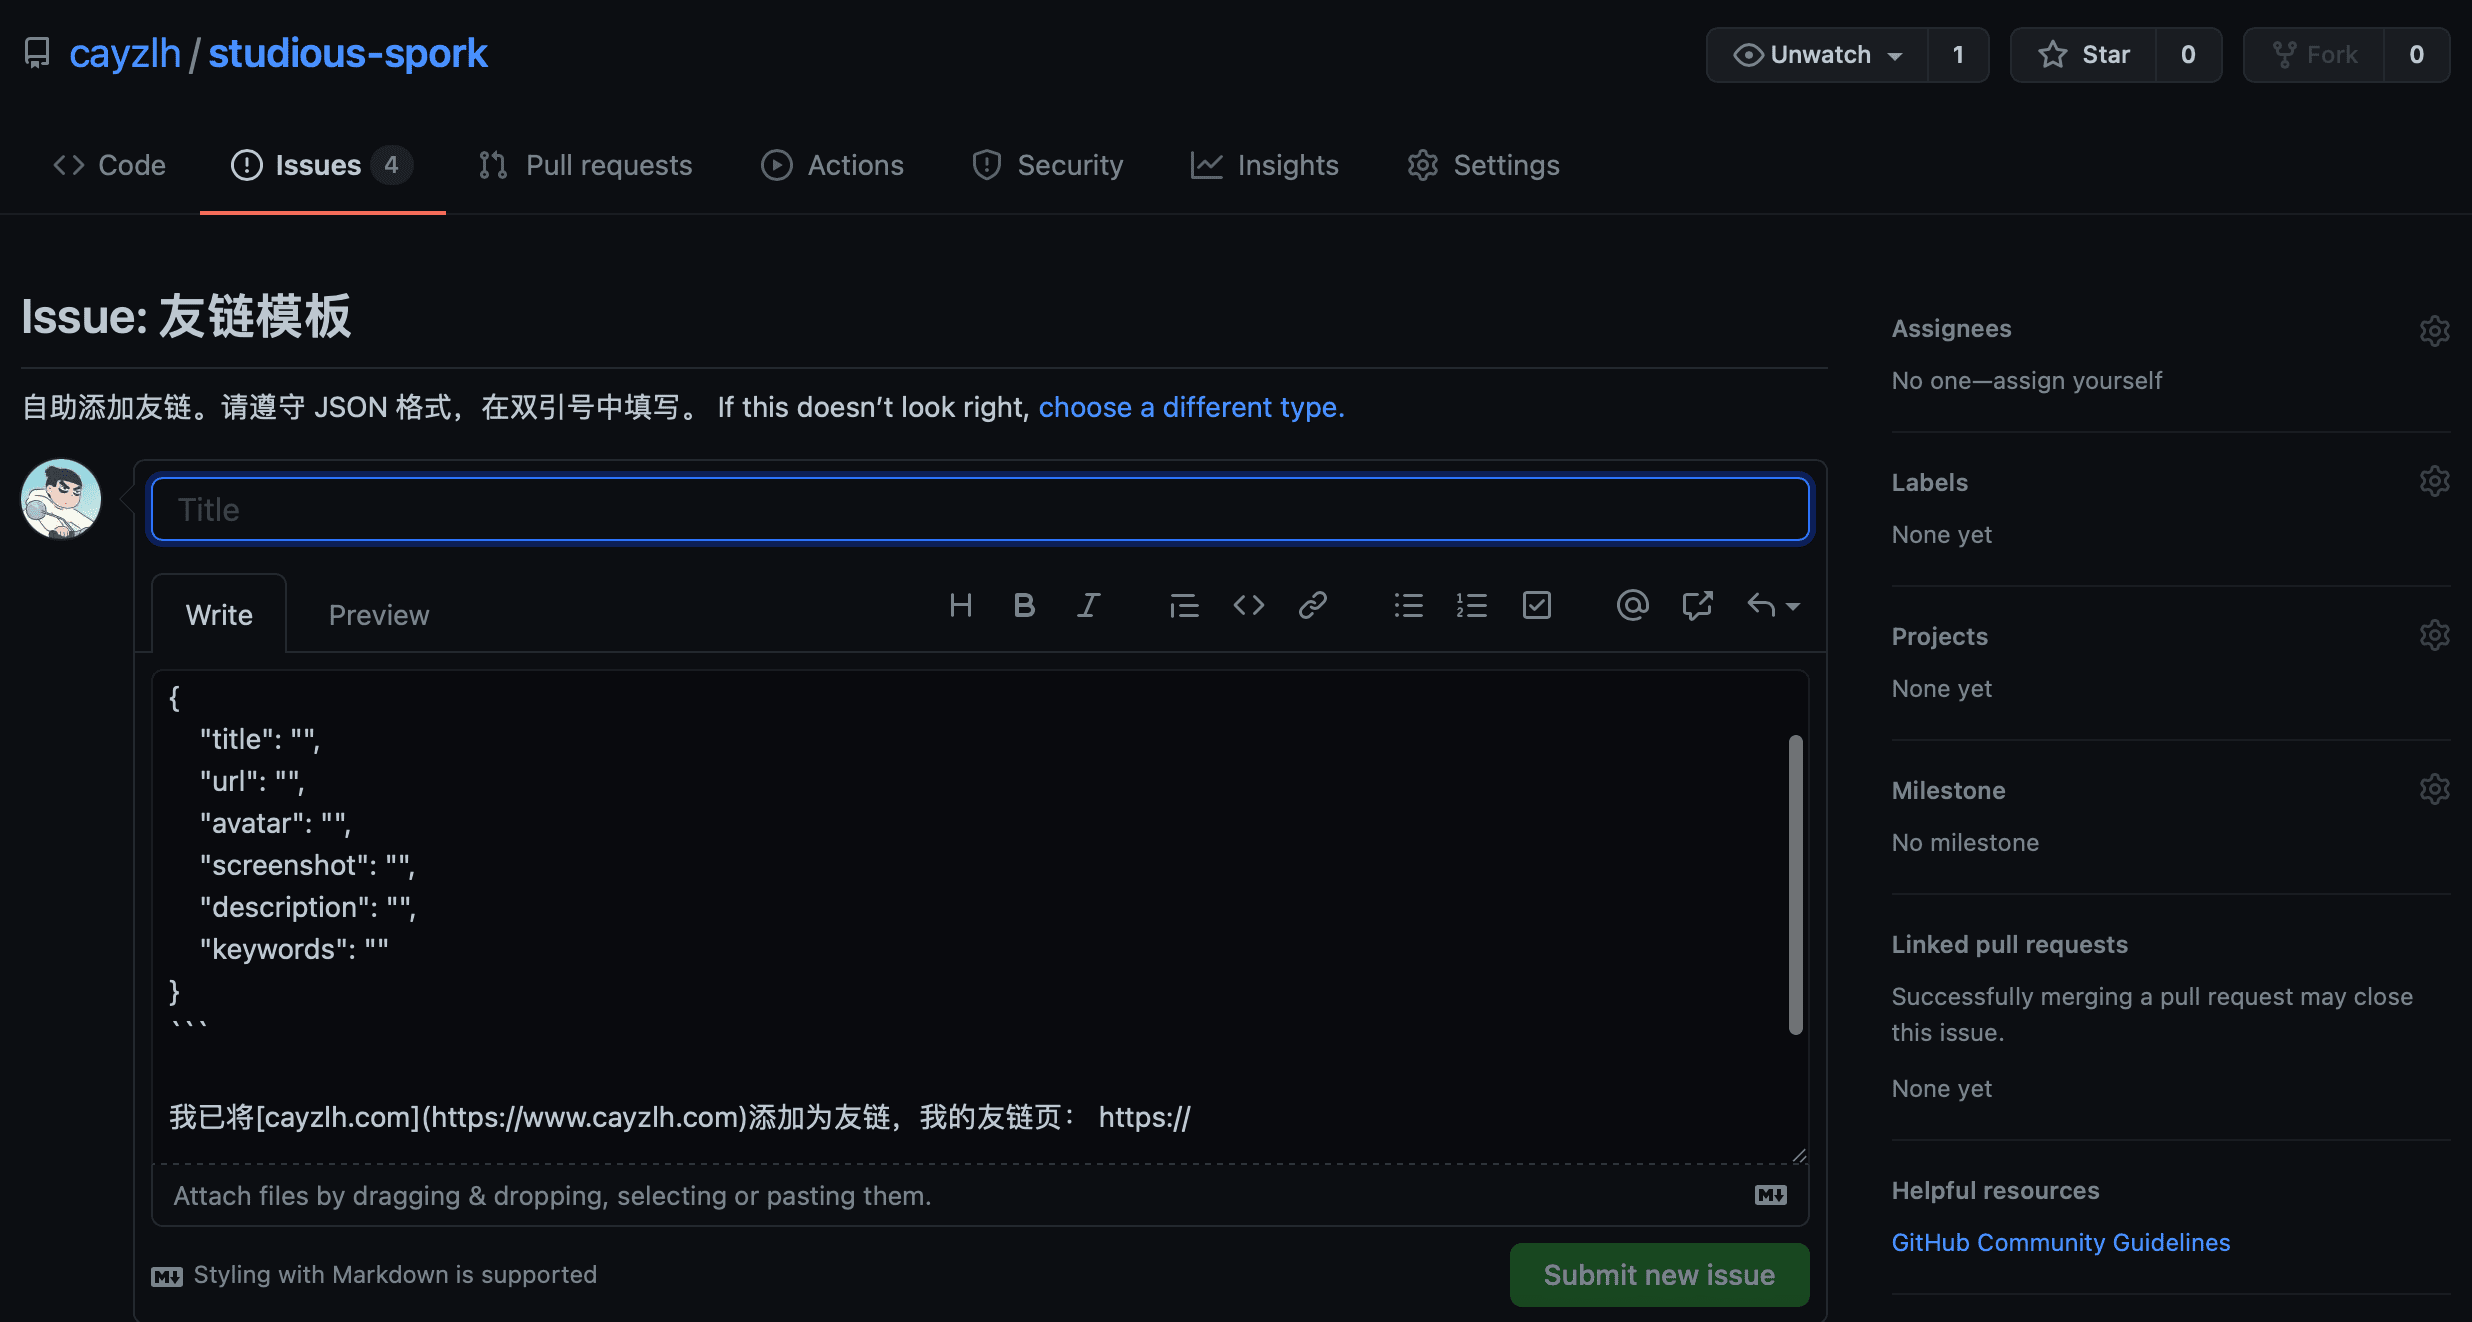 cayzlh / studious-spork
Unwatch 1
Star 0
Fork 0
Code
Issues 4
Pull requests
Actions
Security
Insights
Settings
Issue: 友链模板
自助添加友链。请遵守 JSON 格式，在双引号中填写。 If this doesn’t look right, choose a different type.
Title
Write
Preview
{
"title": "",
"url": "",
"avatar": "",
"screenshot": "",
"description": "",
"keywords": ""
}
```
我已将[cayzlh.com](https://www.cayzlh.com)添加为友链，我的友链页： https://
Attach files by dragging & dropping, selecting or pasting them.
Styling with Markdown is supported
Submit new issue
Assignees
No one—assign yourself
Labels
None yet
Projects
None yet
Milestone
No milestone
Linked pull requests
Successfully merging a pull request may close
this issue.
None yet
Helpful resources
GitHub Community Guidelines